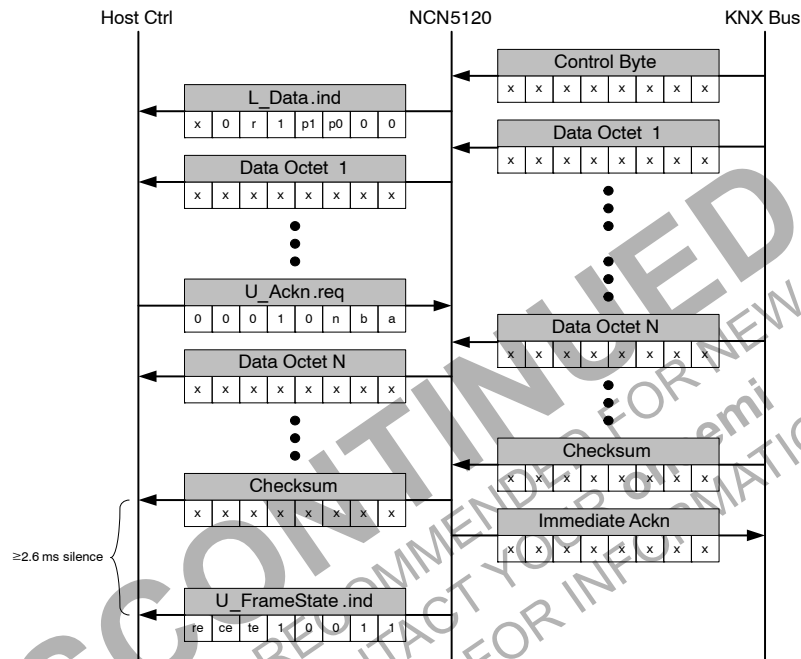 Host Ctrl NCN5120 KNX Bus
Control Byte
x x x x x x x x
L_Data.ind
x 0 r 1 p1 p0 0 0
Data Octet 1
x x x x x x x x
Data Octet 1
x x x x x x x x
U_Ackn.req
0 0 0 1 0 n b a
Data Octet N
x x x x x x x x
Data Octet N
x x x x x x x x
Checksum
x x x x x x x x
Checksum
x x x x x x x x
Immediate Ackn
x x x x x x x x
≥2.6 ms silence
U_FrameState.ind
re ce te 1 0 0 1 1
SCONTINUED
RECOMMENDED FOR NEW
CONTACT YOUR onsemi
FOR INFORMATIO